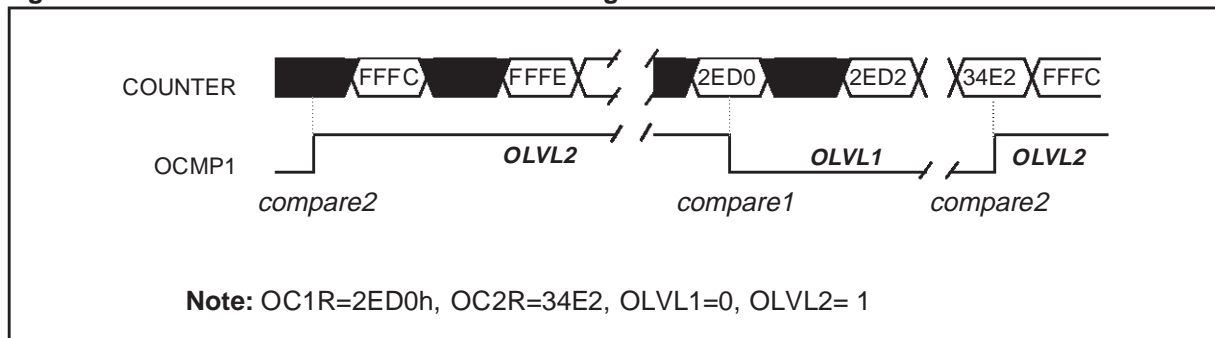 COUNTER FFFC FFFE 2ED0 2ED2 34E2 FFFC
OCMP1 OLVL2 OLVL1 OLVL2
compare2 compare1 compare2
Note: OC1R=2ED0h, OC2R=34E2, OLVL1=0, OLVL2= 1